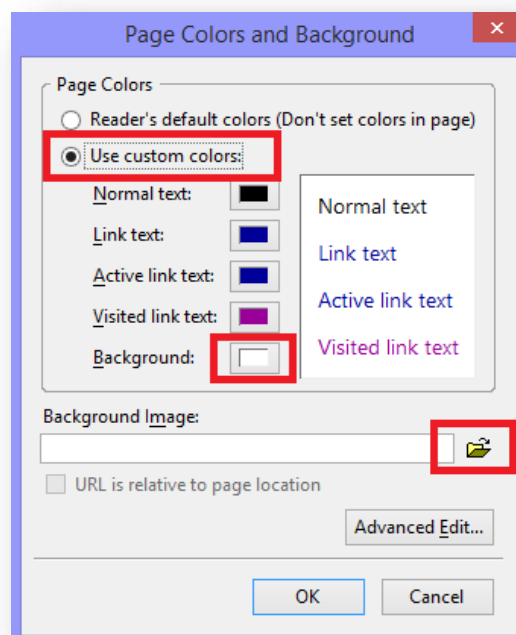 Page Colors and Background
Page Colors
Reader's default colors (Don't set colors in page)
Use custom colors:
Normal text:
Link text:
Active link text:
Visited link text:
Background:
Normal text
Link text
Active link text
Visited link text
Background Image:
URL is relative to page location
Advanced Edit...
OK
Cancel